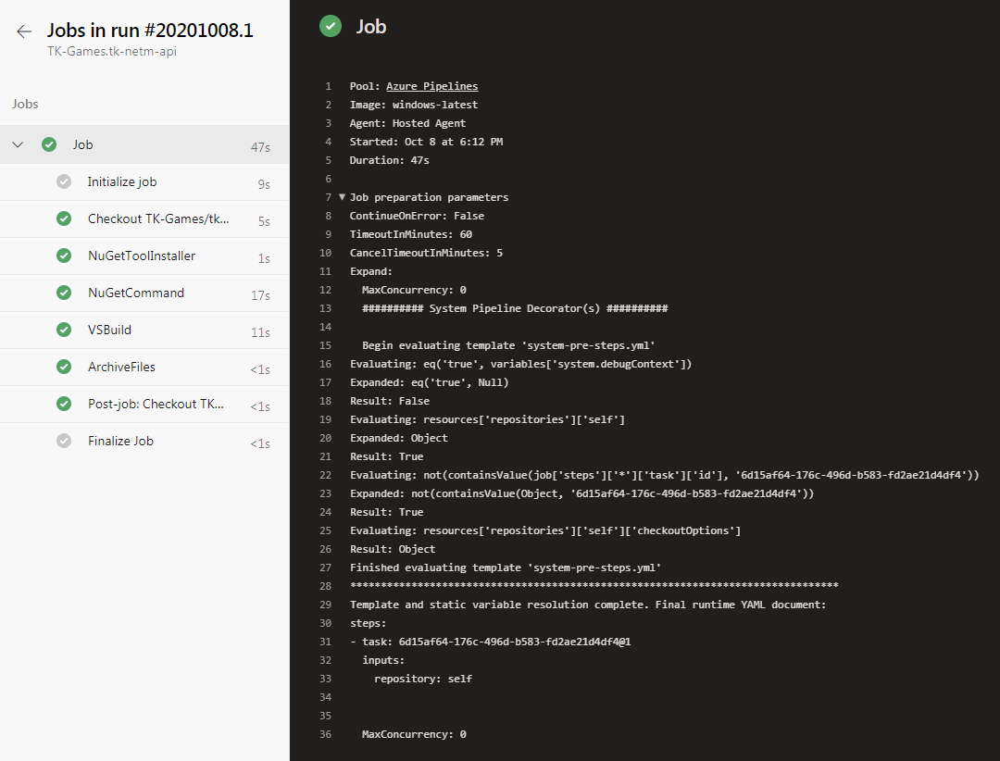 Jobs in run #20201008.1
TK-Games.tk-netm-api
Jobs
Job 47s
Initialize job 9s
Checkout TK-Games/tk... 5s
NuGetToolInstaller 1s
NuGetCommand 17s
VSBuild 11s
ArchiveFiles <1s
Post-job: Checkout TK... <1s
Finalize Job <1s
Job
1 Pool: Azure Pipelines
2 Image: windows-latest
3 Agent: Hosted Agent
4 Started: Oct 8 at 6:12 PM
5 Duration: 47s
6
7 Job preparation parameters
8 ContinueOnError: False
9 TimeoutInMinutes: 60
10 CancelTimeoutInMinutes: 5
11 Expand:
12   MaxConcurrency: 0
13   ########## System Pipeline Decorator(s) ##########
14
15   Begin evaluating template 'system-pre-steps.yml'
16 Evaluating: eq('true', variables['system.debugContext'])
17 Expanded: eq('true', Null)
18 Result: False
19 Evaluating: resources['repositories']['self']
20 Expanded: Object
21 Result: True
22 Evaluating: not(containsValue(job['steps']['*']['task']['id'], '6d15af64-176c-496d-b583-fd2ae21d4df4'))
23 Expanded: not(containsValue(Object, '6d15af64-176c-496d-b583-fd2ae21d4df4'))
24 Result: True
25 Evaluating: resources['repositories']['self']['checkoutOptions']
26 Result: Object
27 Finished evaluating template 'system-pre-steps.yml'
28 ********************************************************************************
29 Template and static variable resolution complete. Final runtime YAML document:
30 steps:
31 - task: 6d15af64-176c-496d-b583-fd2ae21d4df4@1
32   inputs:
33     repository: self
34
35
36   MaxConcurrency: 0